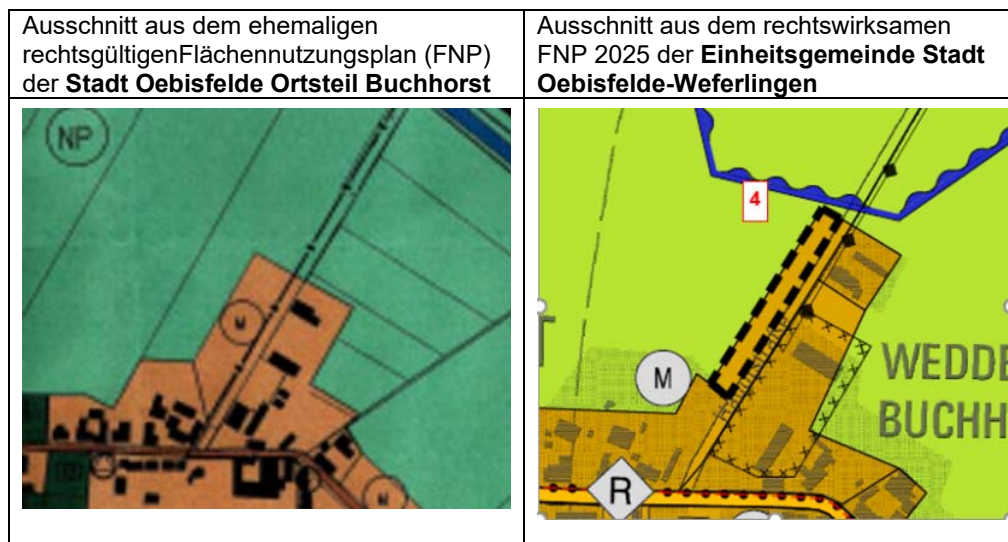 Ausschnitt aus dem ehemaligen
rechtsgültigenFlächennutzungsplan (FNP)
der Stadt Oebisfelde Ortsteil Buchhorst
Ausschnitt aus dem rechtswirksamen
FNP 2025 der Einheitsgemeinde Stadt
Oebisfelde-Weferlingen
NP
M
M
4
T
M
WEDDE
BUCHH
R